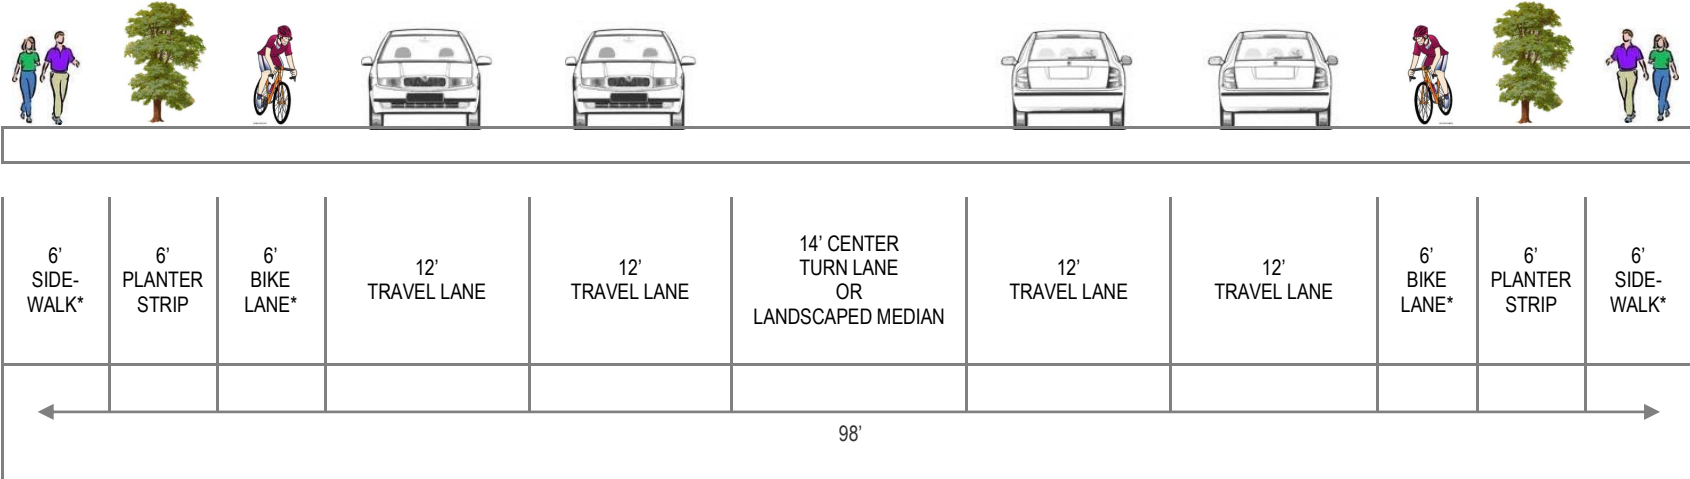 6’
SIDE-
WALK*
6’
PLANTER
STRIP
6’
BIKE
LANE*
12’
TRAVEL LANE
12’
TRAVEL LANE
14’ CENTER
TURN LANE
OR
LANDSCAPED MEDIAN
12’
TRAVEL LANE
12’
TRAVEL LANE
6’
BIKE
LANE*
6’
PLANTER
STRIP
6’
SIDE-
WALK*
98’